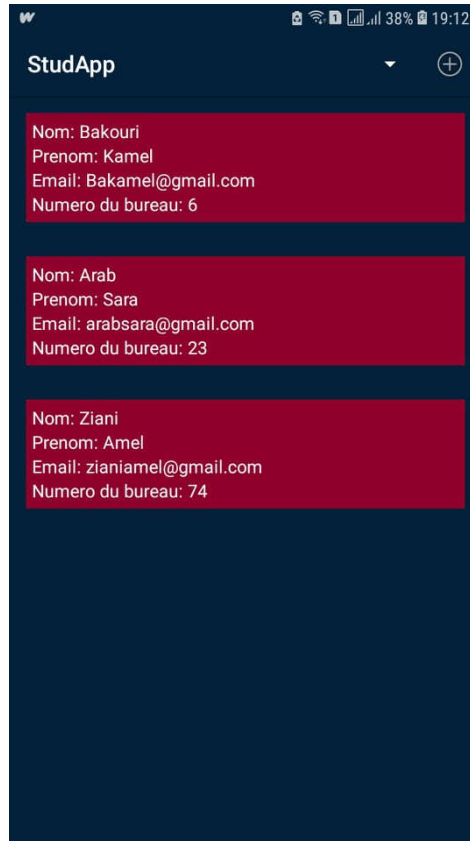 38% 19:12
StudApp
Nom: Bakouri
Prenom: Kamel
Email: Bakamel@gmail.com
Numero du bureau: 6
Nom: Arab
Prenom: Sara
Email: arabsara@gmail.com
Numero du bureau: 23
Nom: Ziani
Prenom: Amel
Email: zianiamel@gmail.com
Numero du bureau: 74